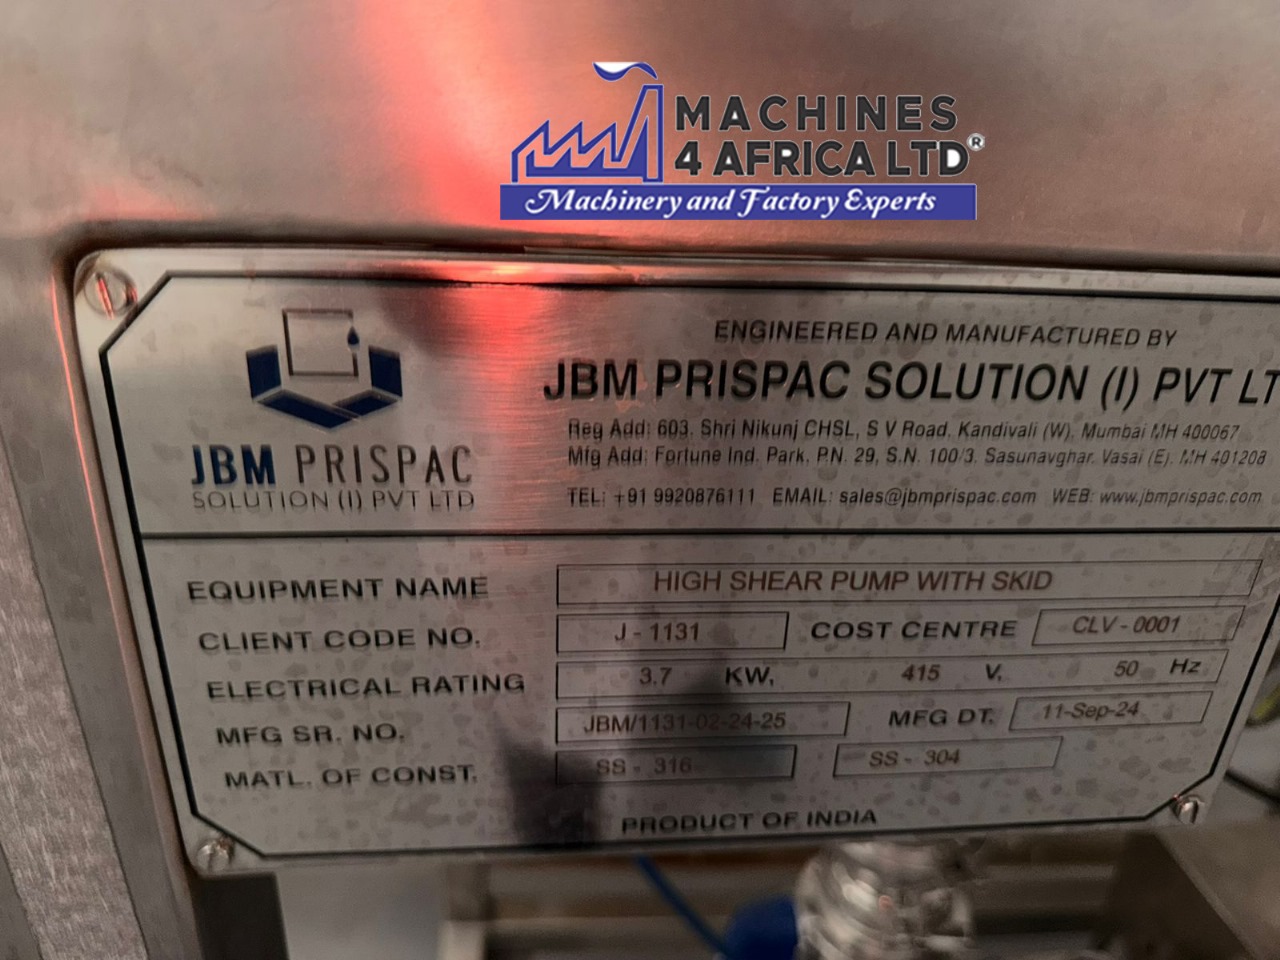 MACHINES
4 AFRICA LTD®
Machinery and Factory Experts
ENGINEERED AND MANUFACTURED BY
JBM PRISPAC SOLUTION (I) PVT LT
Reg Add: 603, Shri Nikunj CHSL, S V Road, Kandivali (W), Mumbai MH 400067
Mfg Add: Fortune Ind. Park, P.N. 29, S.N. 100/3, Sasunavghar, Vasai (E), MH 401208
TEL: +91 9920876111 EMAIL: sales@jbmprispac.com WEB: www.jbmprispac.com
JBM PRISPAC
SOLUTION (I) PVT LTD
EQUIPMENT NAME HIGH SHEAR PUMP WITH SKID
CLIENT CODE NO. J - 1131 COST CENTRE CLV - 0001
ELECTRICAL RATING 3.7 KW, 415 V, 50 Hz
MFG SR. NO. JBM/1131-02-24-25 MFG DT. 11-Sep-24
MATL. OF CONST. SS - 316 SS - 304
PRODUCT OF INDIA